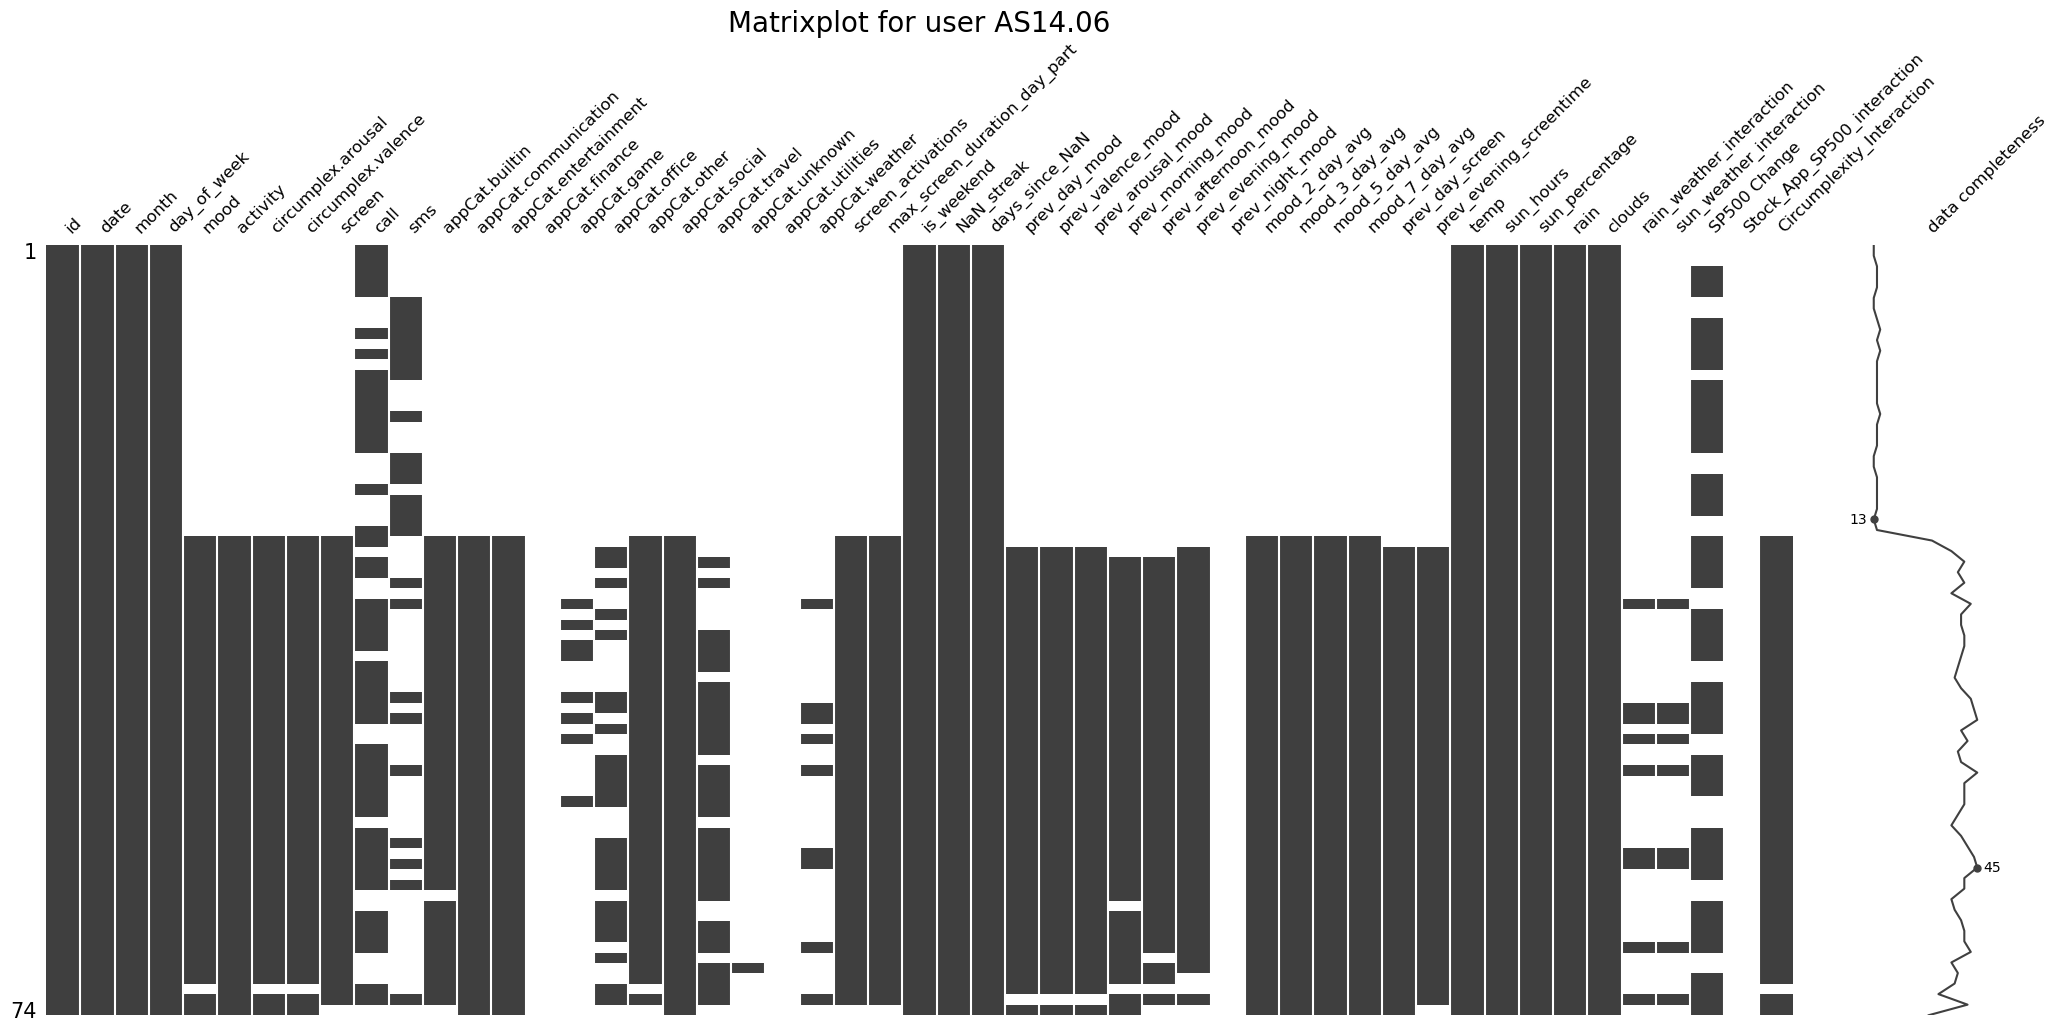 Matrixplot for user AS14.06
id
date
month
day_of_week
mood
activity
circumplex.arousal
circumplex.valence
screen
call
sms
appCat.builtin
appCat.communication
appCat.entertainment
appCat.finance
appCat.game
appCat.office
appCat.other
appCat.social
appCat.travel
appCat.unknown
appCat.utilities
appCat.weather
screen_activations
max_screen_duration_day_part
is_weekend
NaN_streak
days_since_NaN
prev_day_mood
prev_valence_mood
prev_arousal_mood
prev_morning_mood
prev_afternoon_mood
prev_evening_mood
prev_night_mood
mood_2_day_avg
mood_3_day_avg
mood_5_day_avg
mood_7_day_avg
prev_day_screen
prev_evening_screentime
temp
sun_hours
sun_percentage
rain
clouds
rain_weather_interaction
sun_weather_interaction
SP500 Change
Stock_App_SP500_interaction
Circumplexity_Interaction
data completeness
1
13
45
74